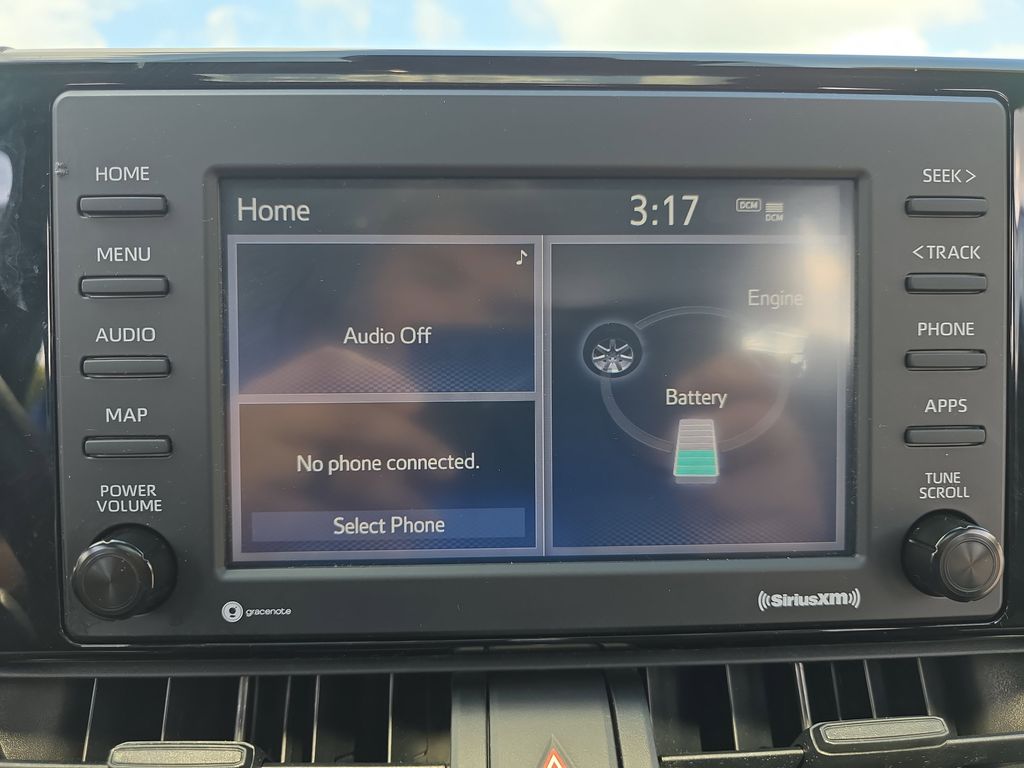 HOME
MENU
AUDIO
MAP
POWER
VOLUME
Home
3:17
DCM
DCM
Audio Off
No phone connected.
Select Phone
Engine
Battery
SEEK >
< TRACK
PHONE
APPS
TUNE
SCROLL
gracenote
((SiriusXM))